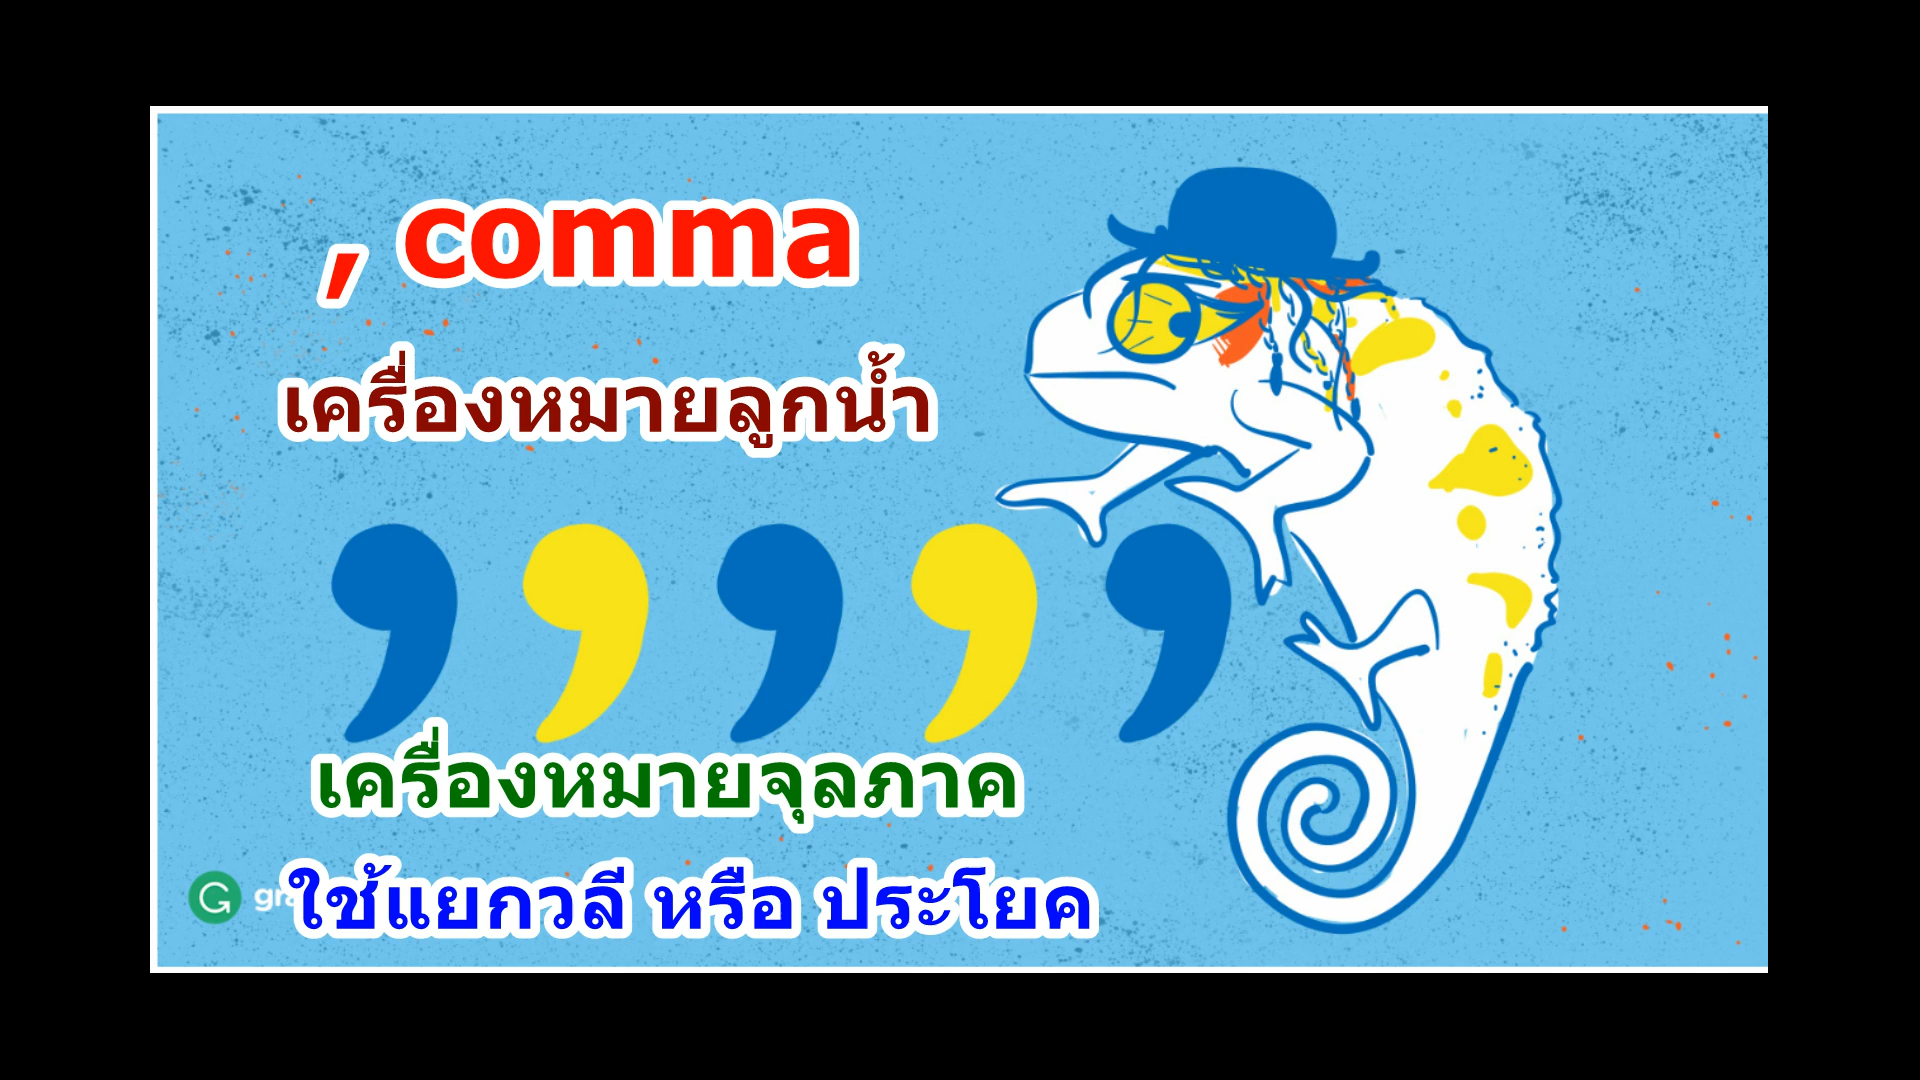 , comma
เครื่องหมายลูกน้ำ
เครื่องหมายจุลภาค
ใช้แยกวลี หรือ ประโยค